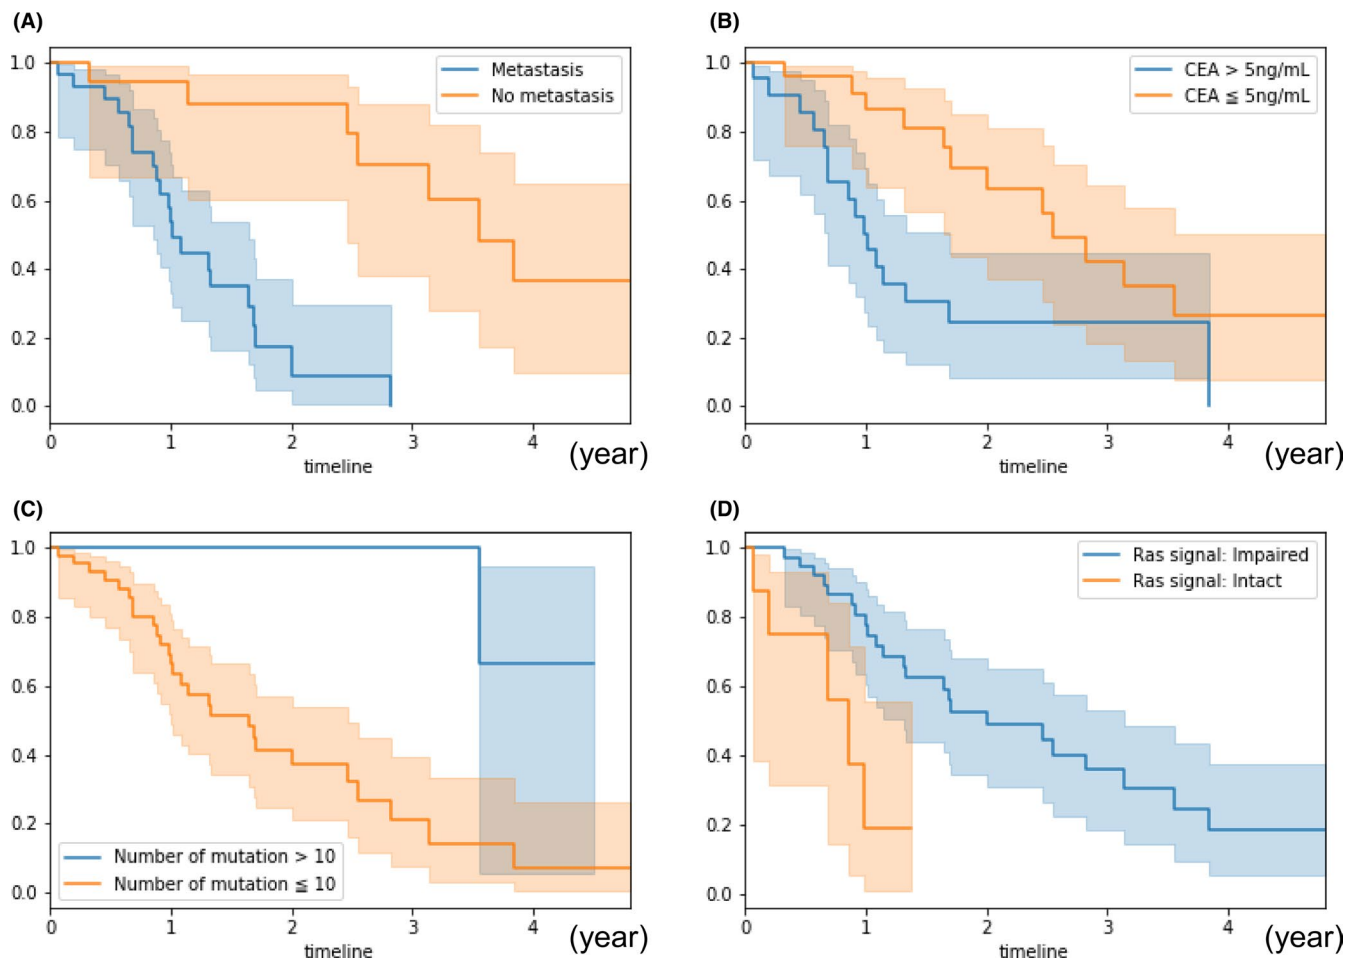 (A)
1.0
0.8
0.6
0.4
0.2
0.0
Metastasis
No metastasis
0 1 2 3 4 (year)
timeline
(B)
1.0
0.8
0.6
0.4
0.2
0.0
CEA > 5ng/mL
CEA ≦ 5ng/mL
0 1 2 3 4 (year)
timeline
(C)
1.0
0.8
0.6
0.4
0.2
0.0
Number of mutation > 10
Number of mutation ≦ 10
0 1 2 3 4 (year)
timeline
(D)
1.0
0.8
0.6
0.4
0.2
0.0
Ras signal: Impaired
Ras signal: Intact
0 1 2 3 4 (year)
timeline